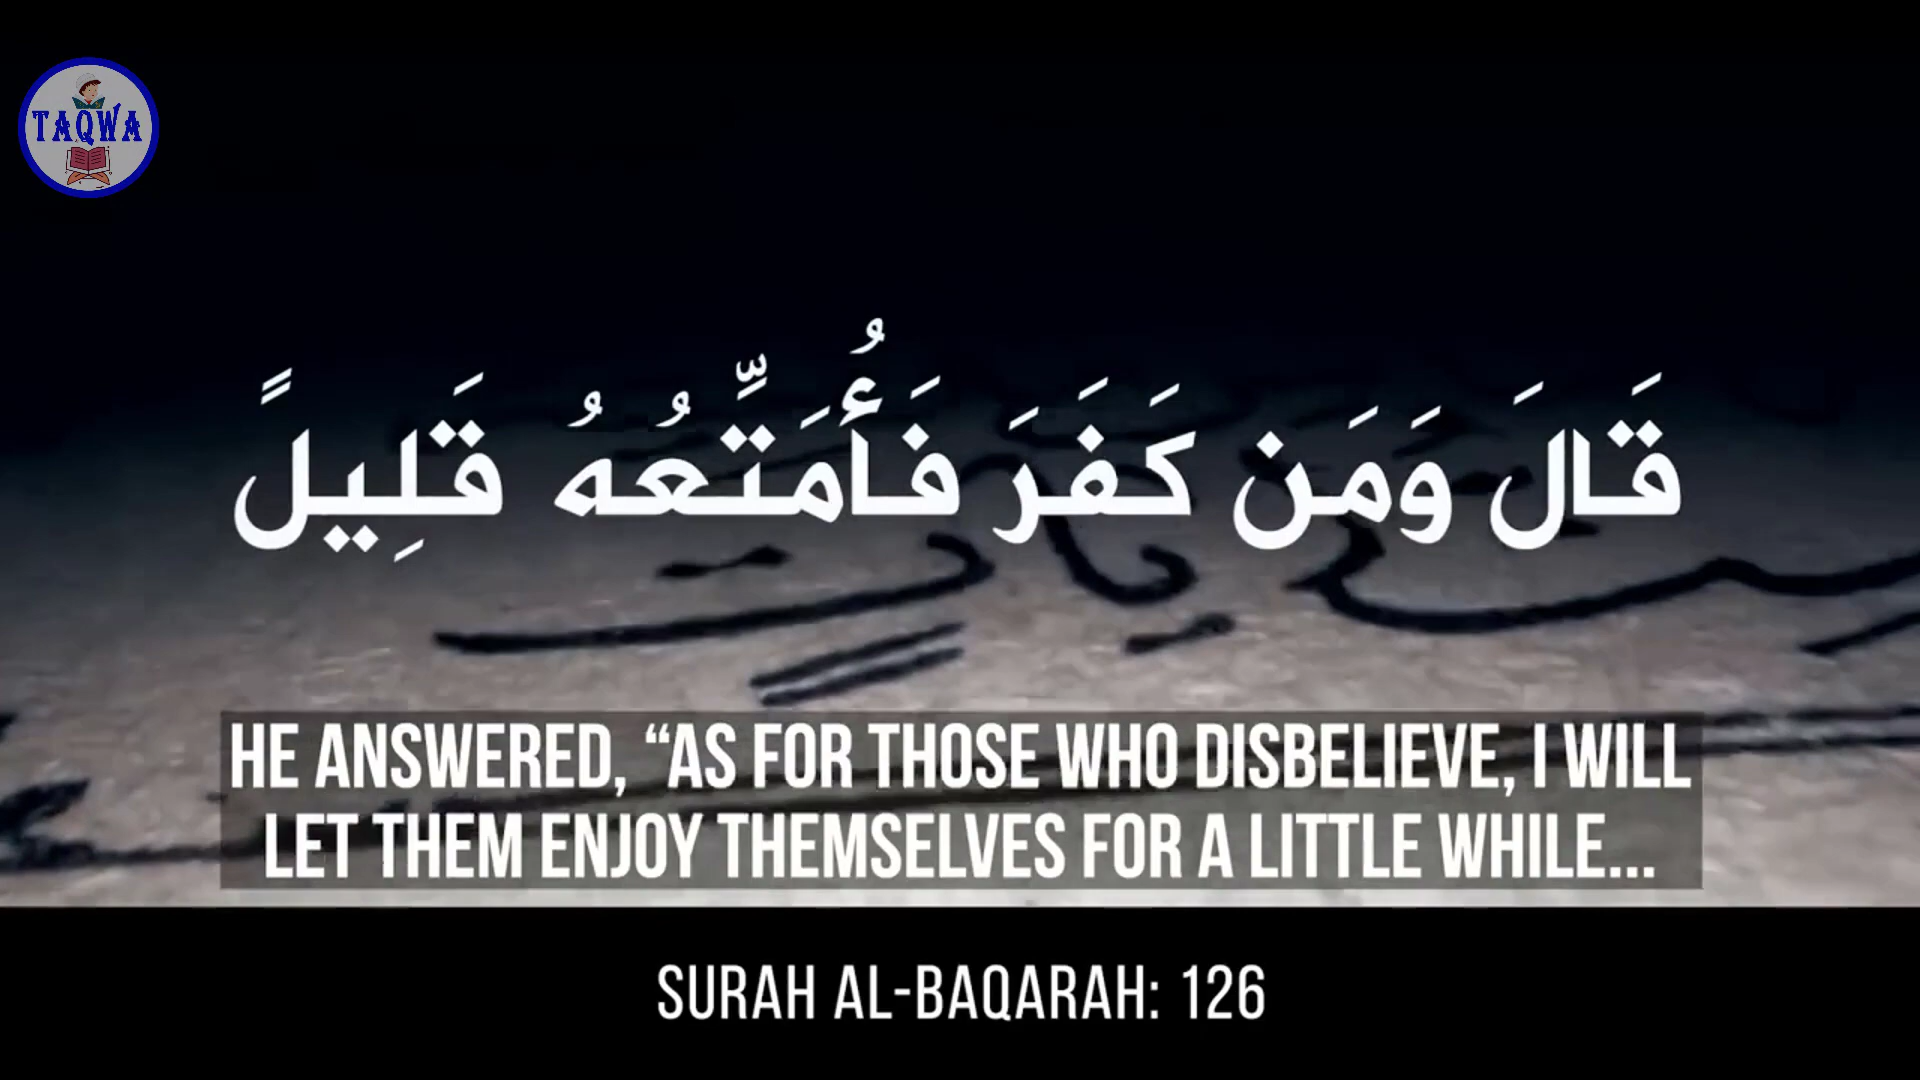 TAQWA
قَالَ وَمَن كَفَرَ فَأُمَتِّعُهُ قَلِيلً
HE ANSWERED, “AS FOR THOSE WHO DISBELIEVE, I WILL
LET THEM ENJOY THEMSELVES FOR A LITTLE WHILE...
SURAH AL-BAQARAH: 126